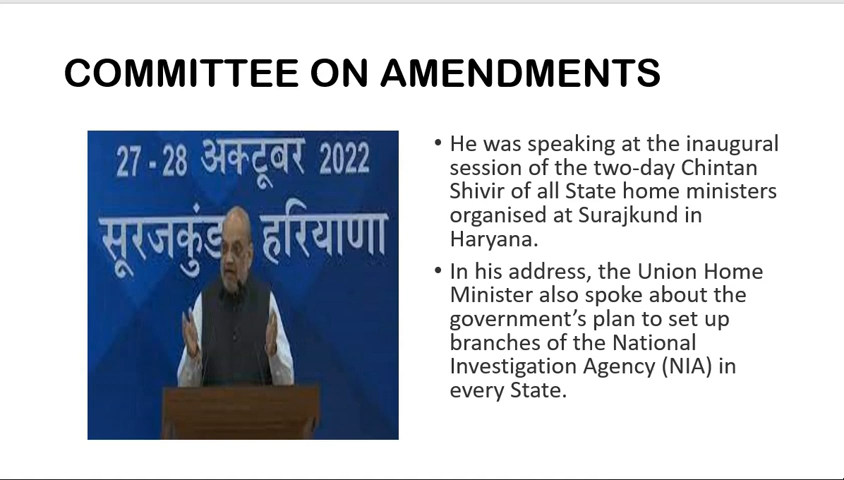 COMMITTEE ON AMENDMENTS
27 - 28 अक्टूबर 2022
सूरजकुंड हरियाणा
• He was speaking at the inaugural
session of the two-day Chintan
Shivir of all State home ministers
organised at Surajkund in
Haryana.
• In his address, the Union Home
Minister also spoke about the
government’s plan to set up
branches of the National
Investigation Agency (NIA) in
every State.